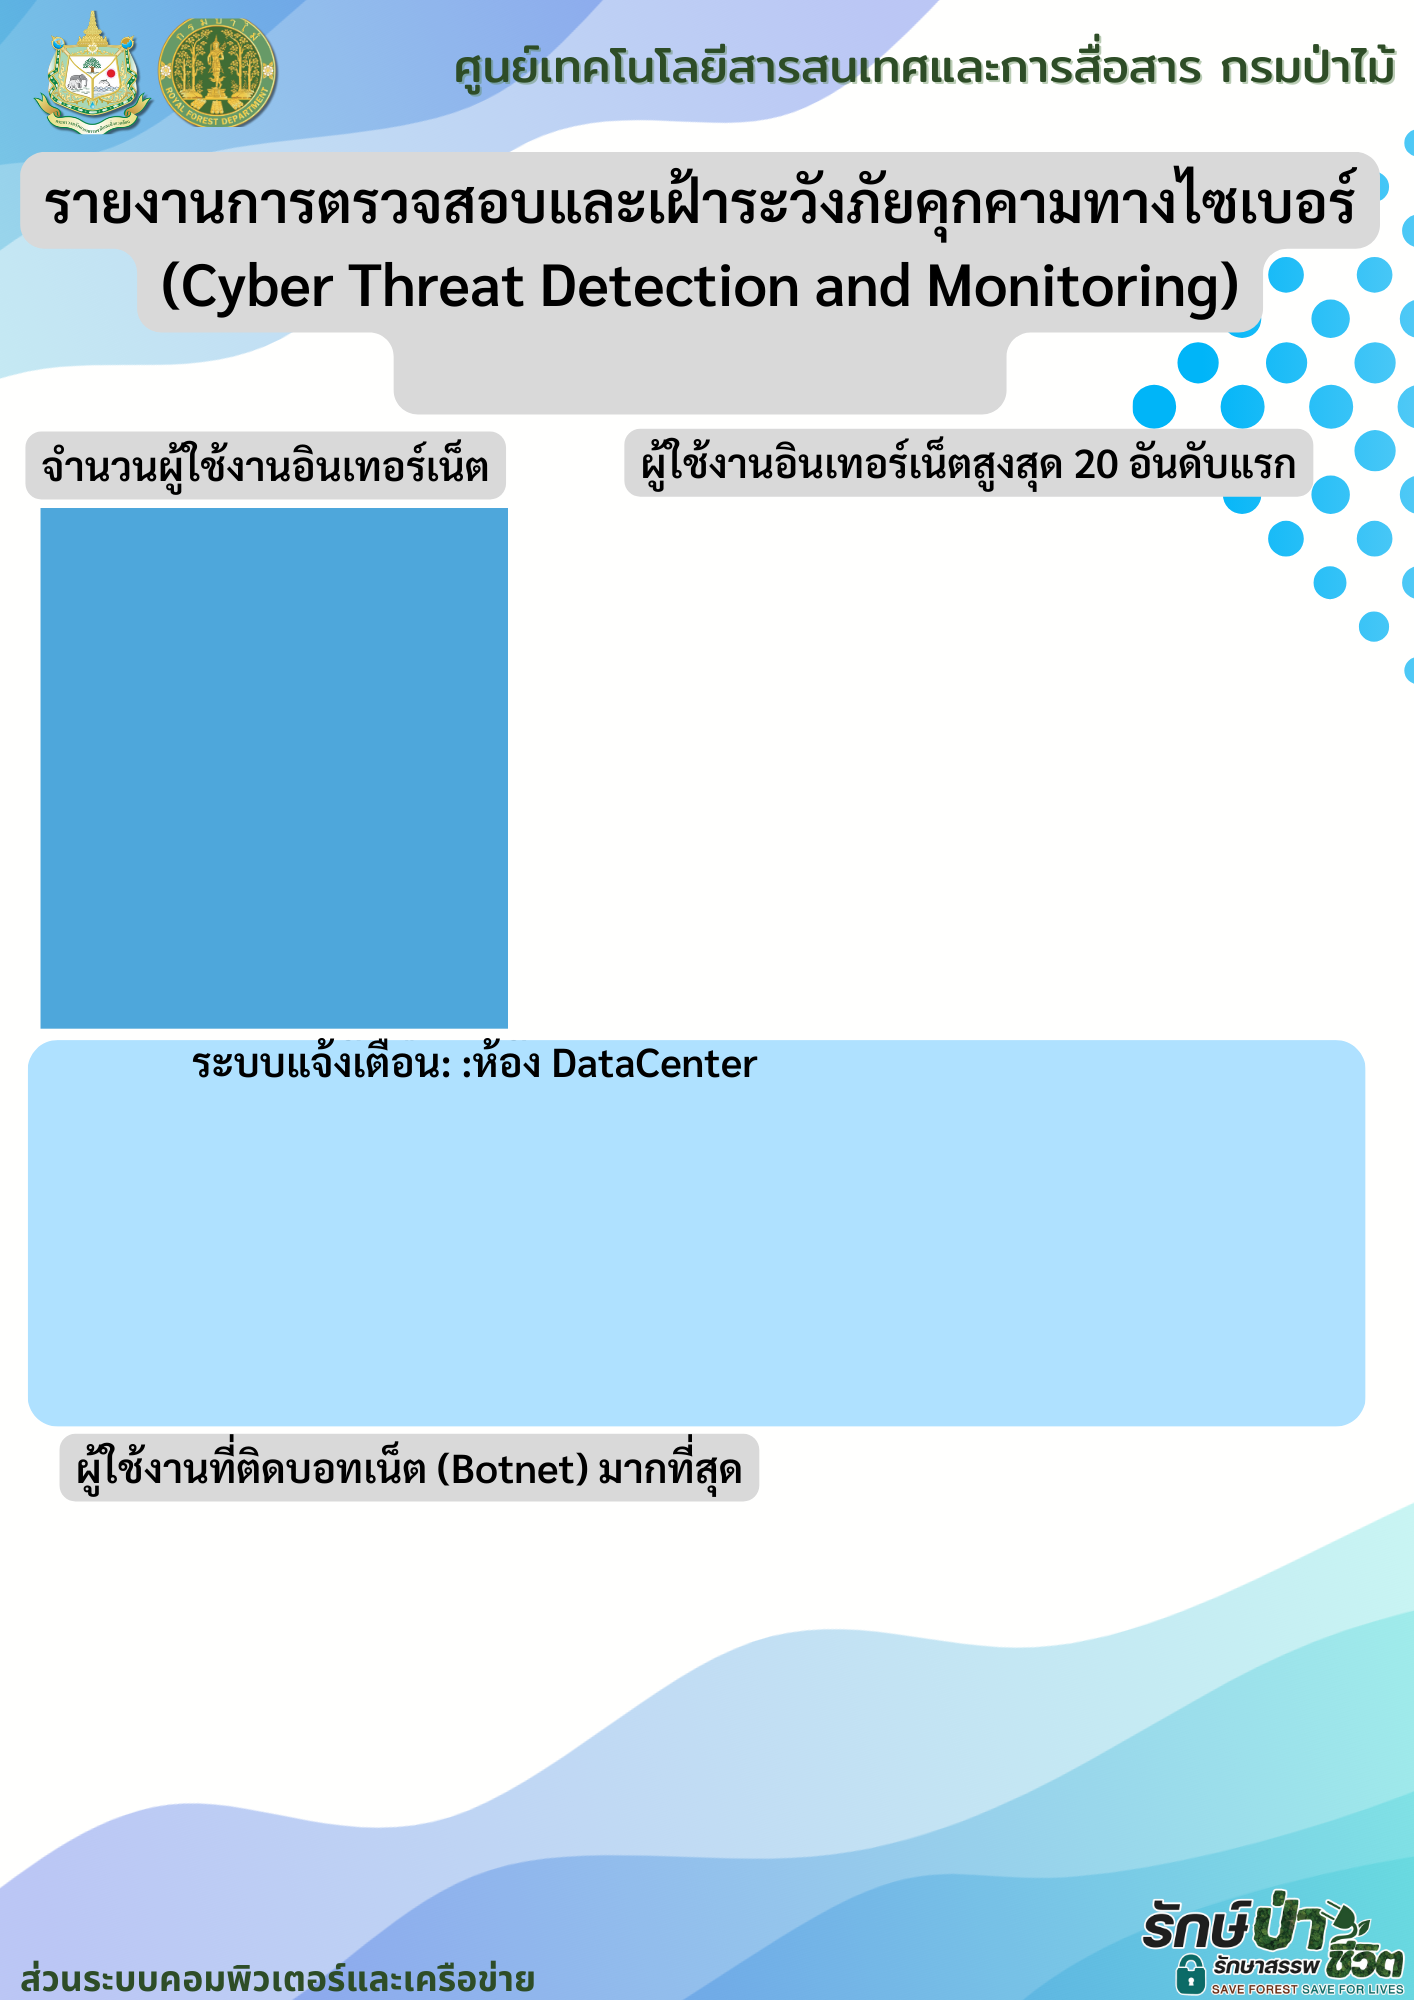 ศูนย์เทคโนโลยีสารสนเทศและการสื่อสาร กรมป่าไม้
กรมป่าไม้
ROYAL FOREST DEPARTMENT
รายงานการตรวจสอบและเฝ้าระวังภัยคุกคามทางไซเบอร์
(Cyber Threat Detection and Monitoring)
จำนวนผู้ใช้งานอินเทอร์เน็ต
ผู้ใช้งานอินเทอร์เน็ตสูงสุด 20 อันดับแรก
ระบบแจ้งเตือน: :ห้อง DataCenter
ผู้ใช้งานที่ติดบอทเน็ต (Botnet) มากที่สุด
รักษ์ป่า
รักษาสรรพ ชีวิต
SAVE FOREST SAVE FOR LIVES
ส่วนระบบคอมพิวเตอร์และเครือข่าย